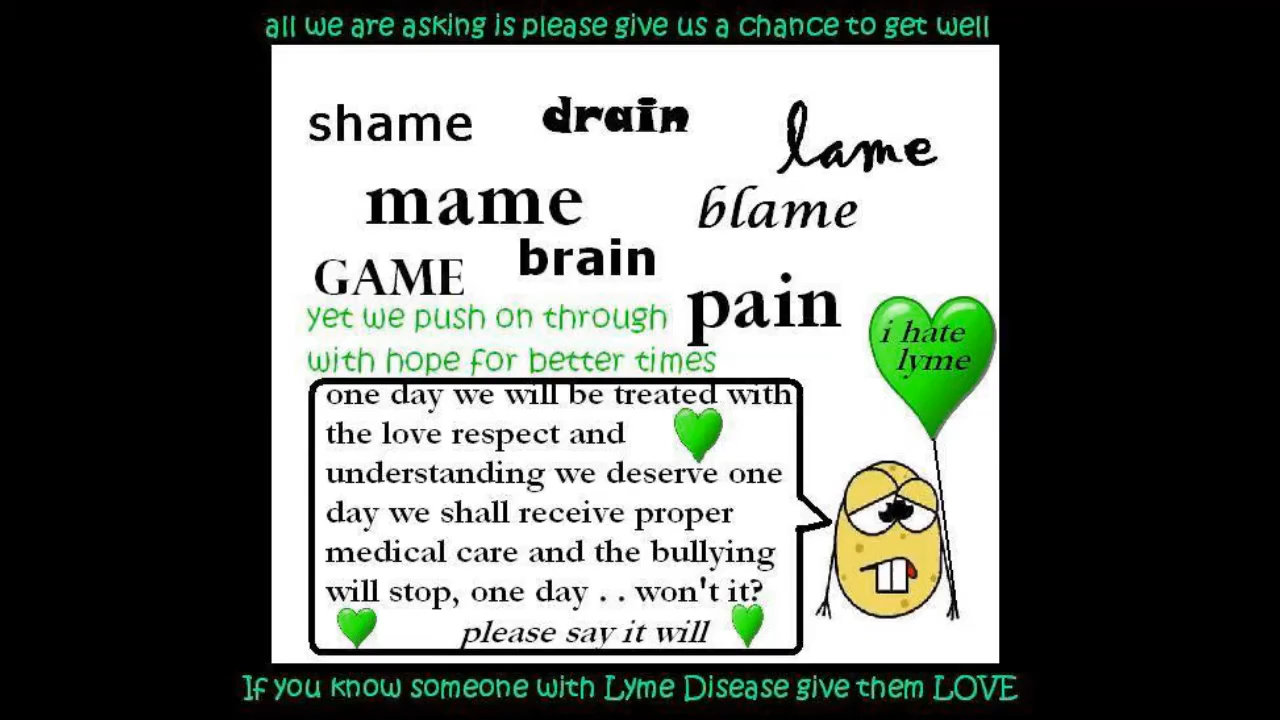 all we are asking is please give us a chance to get well
shame drain lame
mame blame
GAME brain pain
yet we push on through
with hope for better times
i hate
lyme
one day we will be treated with
the love respect and
understanding we deserve one
day we shall receive proper
medical care and the bullying
will stop, one day . . won't it?
please say it will
If you know someone with Lyme Disease give them LOVE